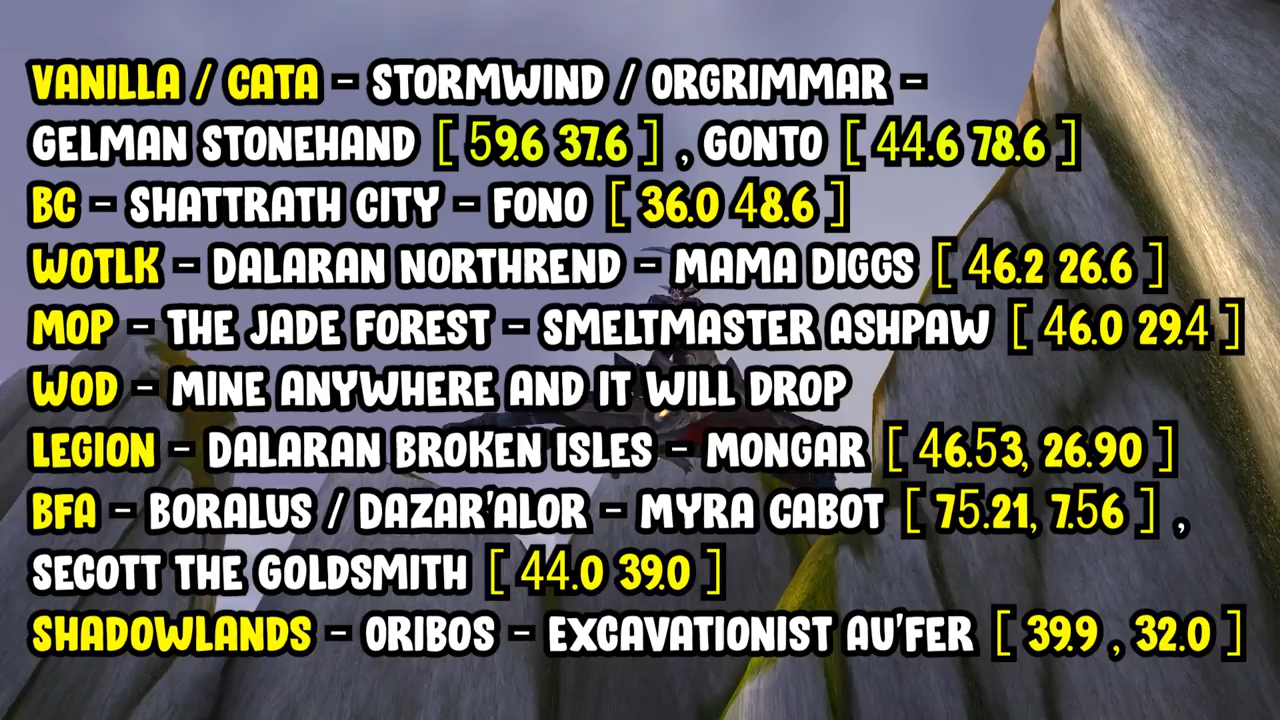 VANILLA / CATA - STORMWIND / ORGRIMMAR -
GELMAN STONEHAND [ 59.6 37.6 ] , GONTO [ 44.6 78.6 ]
BC - SHATTRATH CITY - FONO [ 36.0 48.6 ]
WOTLK - DALARAN NORTHREND - MAMA DIGGS [ 46.2 26.6 ]
MOP - THE JADE FOREST - SMELTMASTER ASHPAW [ 46.0 29.4 ]
WOD - MINE ANYWHERE AND IT WILL DROP
LEGION - DALARAN BROKEN ISLES - MONGAR [ 46.53, 26.90 ]
BFA - BORALUS / DAZAR'ALOR - MYRA CABOT [ 75.21, 7.56 ] ,
SECOTT THE GOLDSMITH [ 44.0 39.0 ]
SHADOWLANDS - ORIBOS - EXCAVATIONIST AU'FER [ 39.9 , 32.0 ]